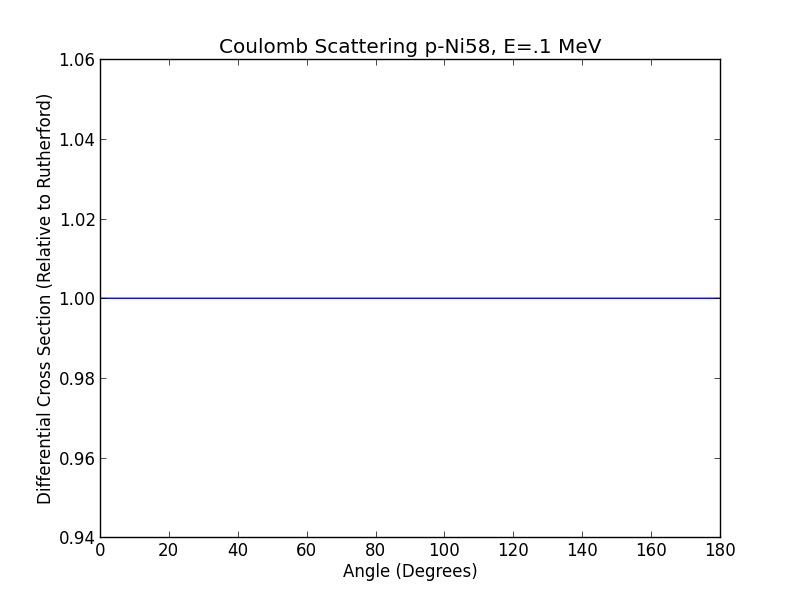 Coulomb Scattering p-Ni58, E=.1 MeV
1.06
1.04
1.02
1.00
0.98
0.96
0.94
Differential Cross Section (Relative to Rutherford)
0 20 40 60 80 100 120 140 160 180
Angle (Degrees)